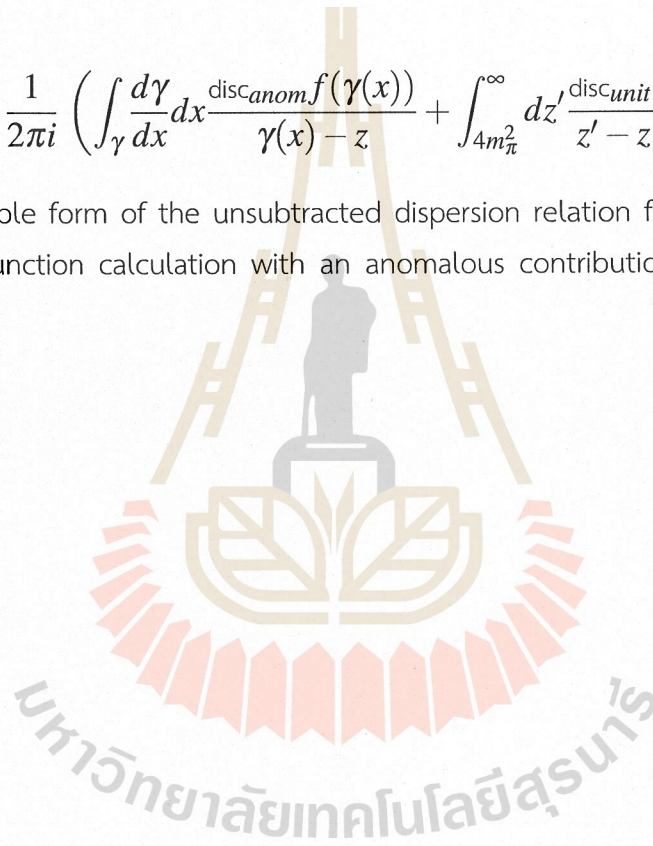 1/2πi (∫γ dγ/dx dx disc_anom f(γ(x))/γ(x) − z + ∫_{4m_π^2}^∞ dz′ disc_unit/z′ − z
ole form of the unsubtracted dispersion relation f
unction calculation with an anomalous contributio
มหาวิทยาลัยเทคโนโลยีสุรนารี